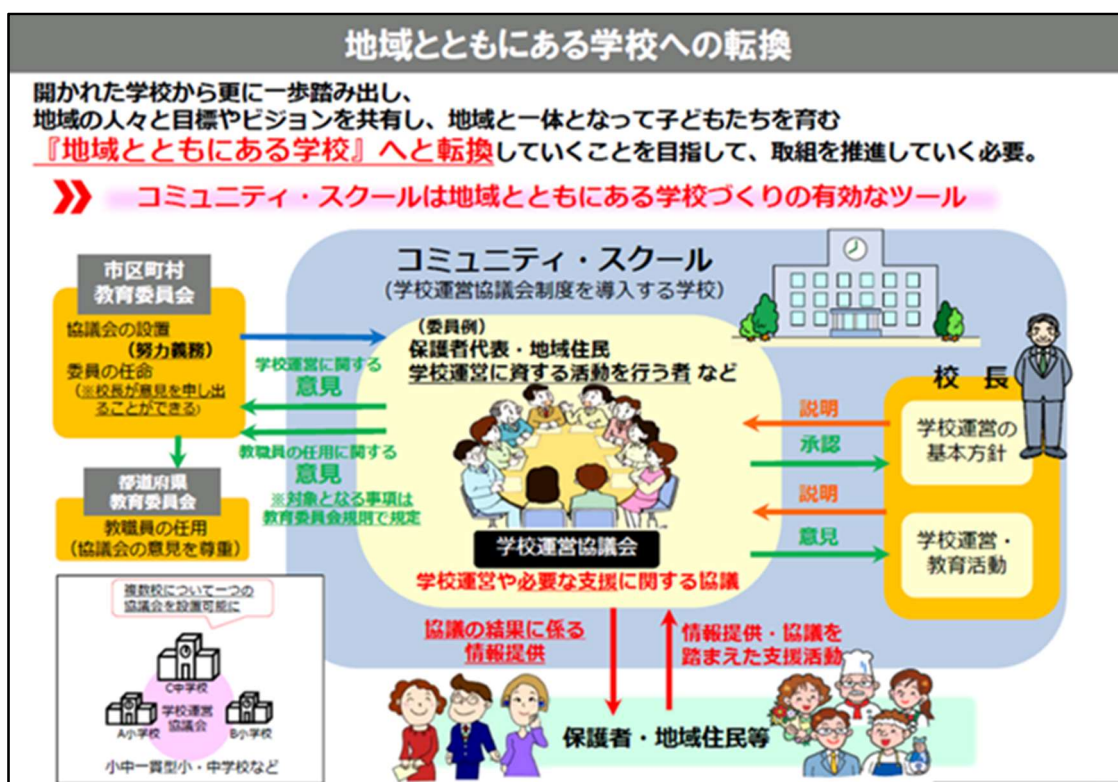 地域とともにある学校への転換
開かれた学校から更に一歩踏み出し、
地域の人々と目標やビジョンを共有し、地域と一体となって子どもたちを育む
『地域とともにある学校』へと転換していくことを目指して、取組を推進していく必要。
コミュニティ・スクールは地域とともにある学校づくりの有効なツール
市区町村
教育委員会
協議会の設置
(努力義務)
委員の任命
(※校長が意見を申し出
ることができる)
都道府県
教育委員会
教職員の任用
(協議会の意見を尊重)
コミュニティ・スクール
(学校運営協議会制度を導入する学校)
(委員例)
保護者代表・地域住民
学校運営に資する活動を行う者 など
学校運営に関する
意見
教職員の任用に関する
意見
※対象となる事項は
教育委員会規則で規定
学校運営協議会
学校運営や必要な支援に関する協議
説明
承認
説明
意見
校 長
学校運営の
基本方針
学校運営・
教育活動
協議の結果に係る
情報提供
情報提供・協議を
踏まえた支援活動
保護者・地域住民等
複数校について一つの
協議会を設置可能に
C中学校
学校運営
協議会
A小学校
B小学校
小中一貫型小・中学校など